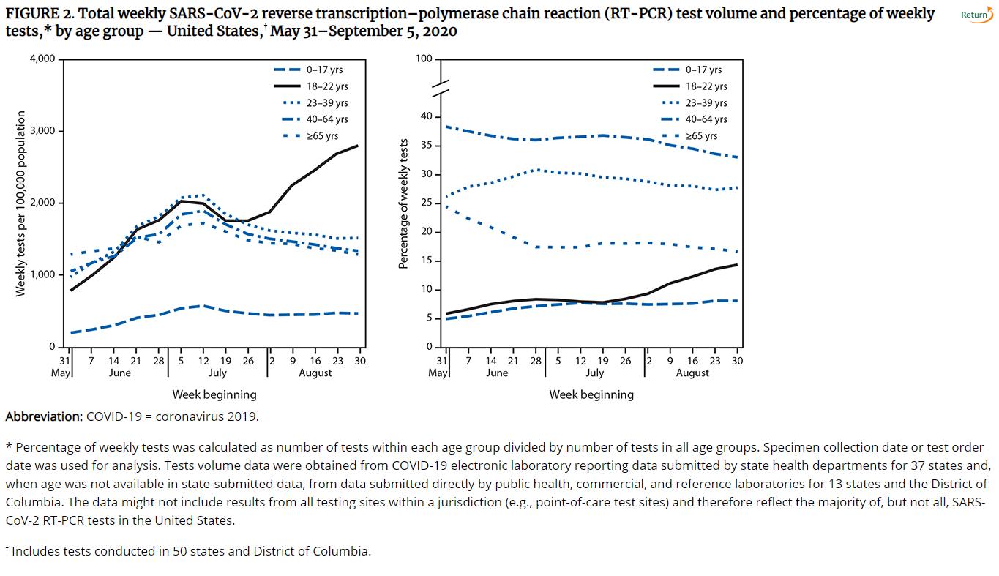 FIGURE 2. Total weekly SARS-CoV-2 reverse transcription–polymerase chain reaction (RT-PCR) test volume and percentage of weekly
tests,* by age group — United States,† May 31–September 5, 2020
Return
4,000
3,000
2,000
1,000
0
Weekly tests per 100,000 population
0–17 yrs
18–22 yrs
23–39 yrs
40–64 yrs
≥65 yrs
31 7 14 21 28 5 12 19 26 2 9 16 23 30
May June July August
Week beginning
100
40
35
30
25
20
15
10
5
0
Percentage of weekly tests
0–17 yrs
18–22 yrs
23–39 yrs
40–64 yrs
≥65 yrs
31 7 14 21 28 5 12 19 26 2 9 16 23 30
May June July August
Week beginning
Abbreviation: COVID-19 = coronavirus 2019.
* Percentage of weekly tests was calculated as number of tests within each age group divided by number of tests in all age groups. Specimen collection date or test order
date was used for analysis. Tests volume data were obtained from COVID-19 electronic laboratory reporting data submitted by state health departments for 37 states and,
when age was not available in state-submitted data, from data submitted directly by public health, commercial, and reference laboratories for 13 states and the District of
Columbia. The data might not include results from all testing sites within a jurisdiction (e.g., point-of-care test sites) and therefore reflect the majority of, but not all, SARS-
CoV-2 RT-PCR tests in the United States.
† Includes tests conducted in 50 states and District of Columbia.